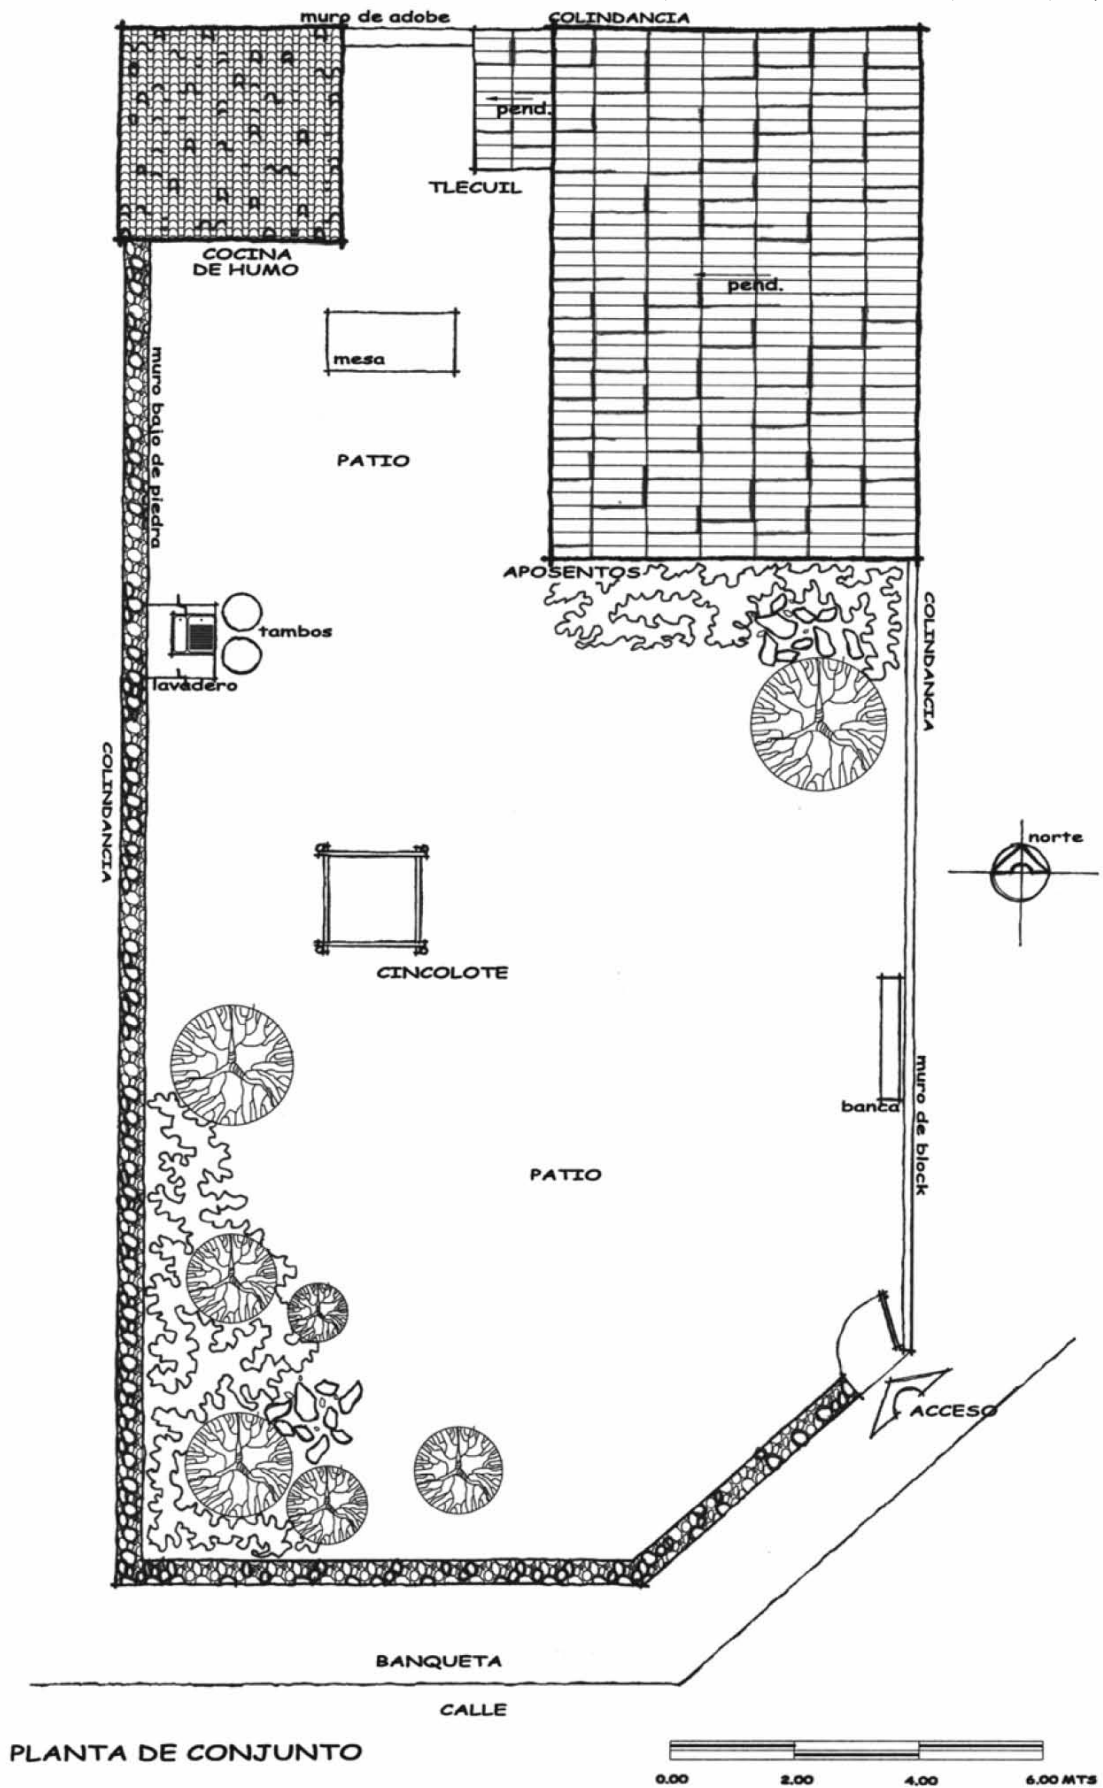 muro de adobe
COLINDANCIA
pend.
TLECUIL
COCINA
DE HUMO
pend.
mesa
muro bajo de piedra
PATIO
APOSENTOS
tambos
lavadero
COLINDANCIA
COLINDANCIA
norte
CINCOLOTE
banca
muro de block
PATIO
ACCESO
BANQUETA
CALLE
PLANTA DE CONJUNTO
0.00 2.00 4.00 6.00 MTS